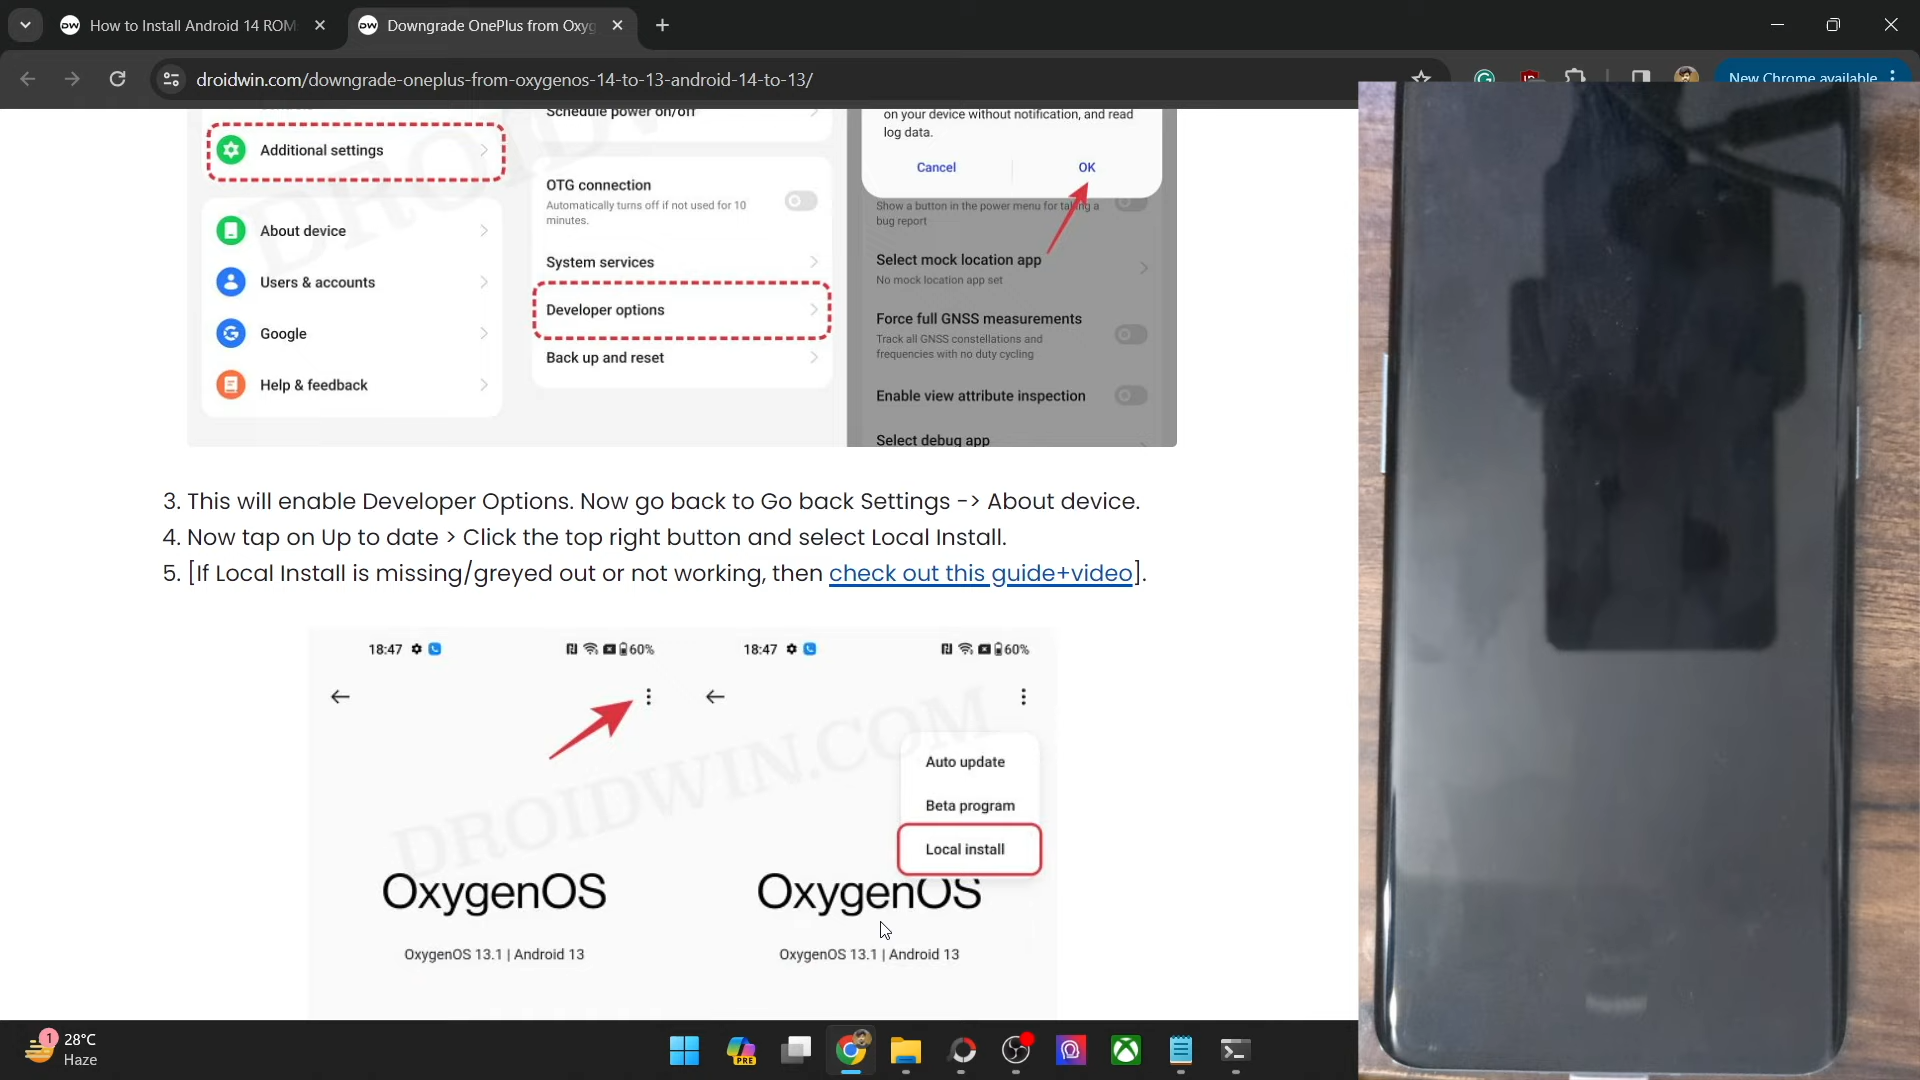 How to Install Android 14 ROM
Downgrade OnePlus from Oxyg
droidwin.com/downgrade-oneplus-from-oxygenos-14-to-13-android-14-to-13/
New Chrome available
Additional settings
About device
Users & accounts
Google
Help & feedback
Schedule power on/off
OTG connection
Automatically turns off if not used for 10
minutes.
System services
Developer options
Back up and reset
on your device without notification, and read
log data.
Cancel
OK
Show a button in the power menu for taking a
bug report
Select mock location app
No mock location app set
Force full GNSS measurements
Track all GNSS constellations and
frequencies with no duty cycling
Enable view attribute inspection
Select debug app
3. This will enable Developer Options. Now go back to Go back Settings -> About device.
4. Now tap on Up to date > Click the top right button and select Local Install.
5. [If Local Install is missing/greyed out or not working, then check out this guide+video].
18:47
60%
18:47
60%
Auto update
Beta program
Local install
DROIDWIN.COM
OxygenOS
OxygenOS
OxygenOS 13.1 | Android 13
OxygenOS 13.1 | Android 13
1
28°C
Haze
PRE